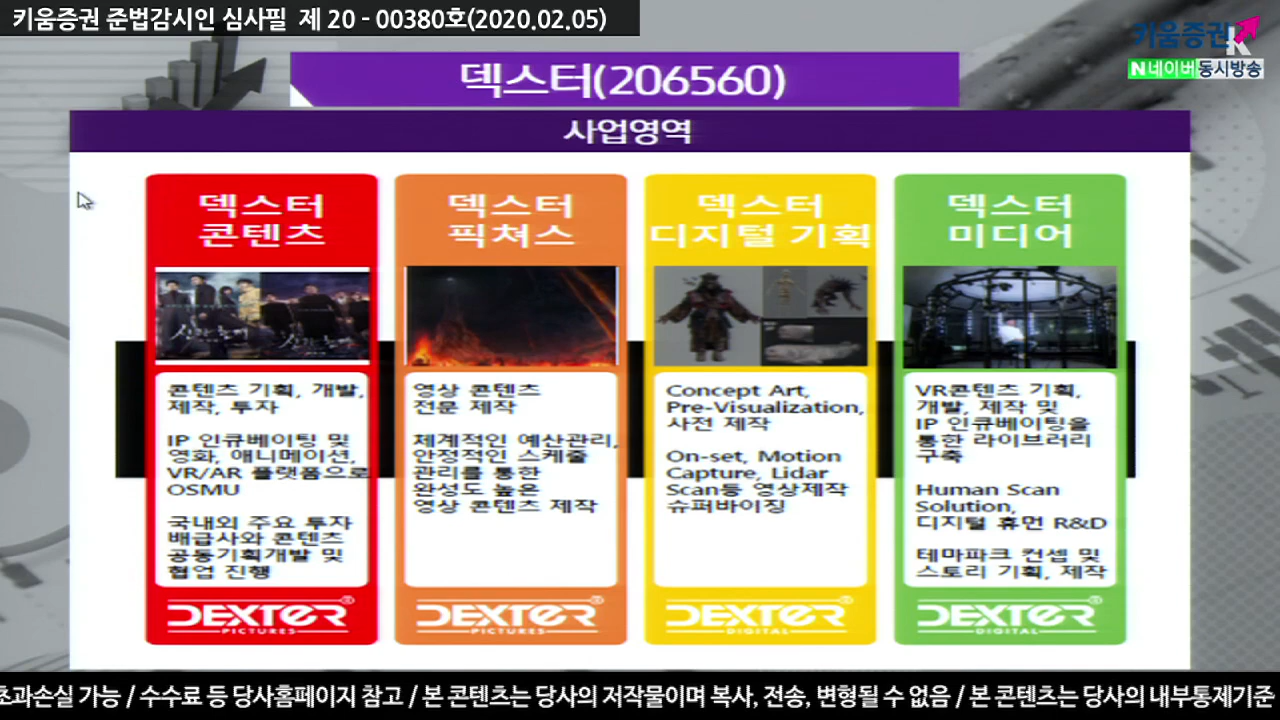 키움증권 준법감시인 심사필 제 20 - 00380호(2020.02.05)
키움증권
K
N 네이버 동시방송
덱스터(206560)
사업영역
덱스터
콘텐츠
콘텐츠 기획, 개발,
제작, 투자
IP 인큐베이팅 및
영화, 애니메이션,
VR/AR 플랫폼으로
OSMU
국내외 주요 투자
배급사와 콘텐츠
공동기획개발 및
협업 진행
DEXTER®
PICTURES
덱스터
픽쳐스
영상 콘텐츠
전문 제작
체계적인 예산관리,
안정적인 스케줄
관리를 통한
완성도 높은
영상 콘텐츠 제작
DEXTER®
PICTURES
덱스터
디지털 기획
Concept Art,
Pre-Visualization,
사전 제작
On-set, Motion
Capture, Lidar
Scan등 영상제작
슈퍼바이징
DEXTER®
DIGITAL
덱스터
미디어
VR콘텐츠 기획,
개발, 제작 및
IP 인큐베이팅을
통한 라이브러리
구축
Human Scan
Solution,
디지털 휴먼 R&D
테마파크 컨셉 및
스토리 기획, 제작
DEXTER®
DIGITAL
초과손실 가능 / 수수료 등 당사홈페이지 참고 / 본 콘텐츠는 당사의 저작물이며 복사, 전송, 변형될 수 없음 / 본 콘텐츠는 당사의 내부통제기준